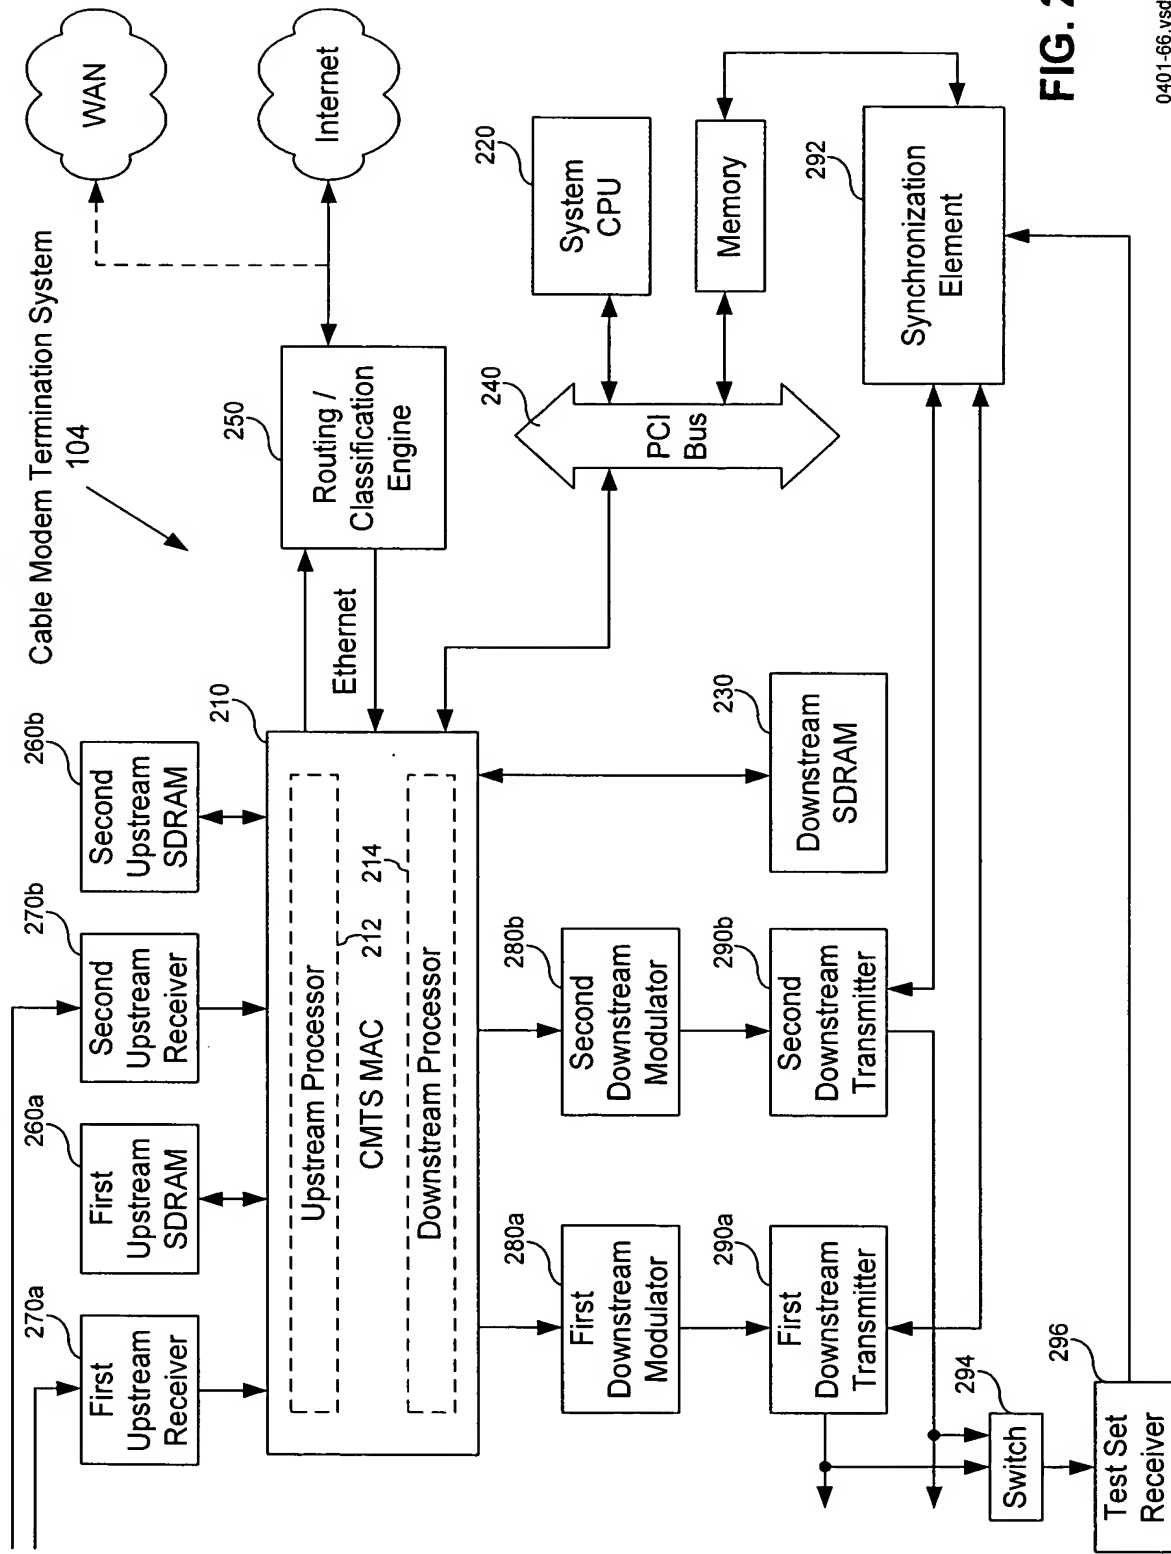 Cable Modem Termination System
104
WAN
Internet
270a
First
Upstream
Receiver
260a
First
Upstream
SDRAM
270b
Second
Upstream
Receiver
260b
Second
Upstream
SDRAM
210
Upstream Processor
212
CMTS MAC
214
Downstream Processor
Ethernet
250
Routing /
Classification
Engine
240
PCI
Bus
220
System
CPU
Memory
280a
First
Downstream
Modulator
280b
Second
Downstream
Modulator
230
Downstream
SDRAM
290a
First
Downstream
Transmitter
290b
Second
Downstream
Transmitter
292
Synchronization
Element
294
Switch
296
Test Set
Receiver
FIG. 2
0401-66.vsd